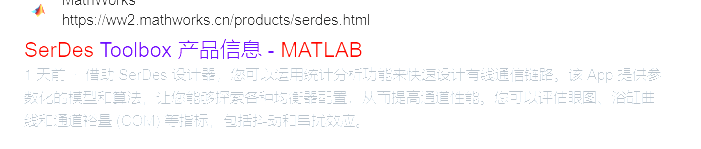 MathWorks
https://ww2.mathworks.cn/products/serdes.html
SerDes Toolbox 产品信息 - MATLAB
1 天前 · 借助 SerDes 设计器，您可以运用统计分析功能来快速设计有线通信链路。该 App 提供参
数化的模型和算法，让您能够探索各种均衡器配置，从而提高通道性能。您可以评估眼图、浴缸曲
线和通道裕量 (COM) 等指标，包括抖动和串扰效应。